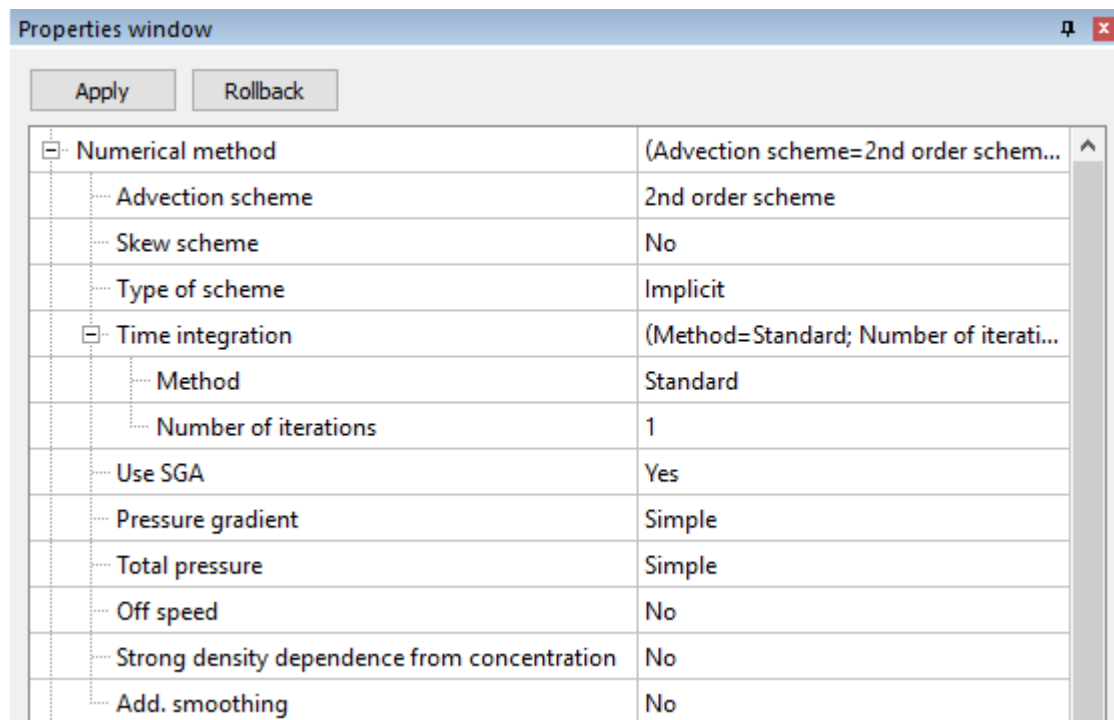 Properties window
Apply Rollback
Numerical method (Advection scheme=2nd order schem...
Advection scheme 2nd order scheme
Skew scheme No
Type of scheme Implicit
Time integration (Method=Standard; Number of iterati...
Method Standard
Number of iterations 1
Use SGA Yes
Pressure gradient Simple
Total pressure Simple
Off speed No
Strong density dependence from concentration No
Add. smoothing No